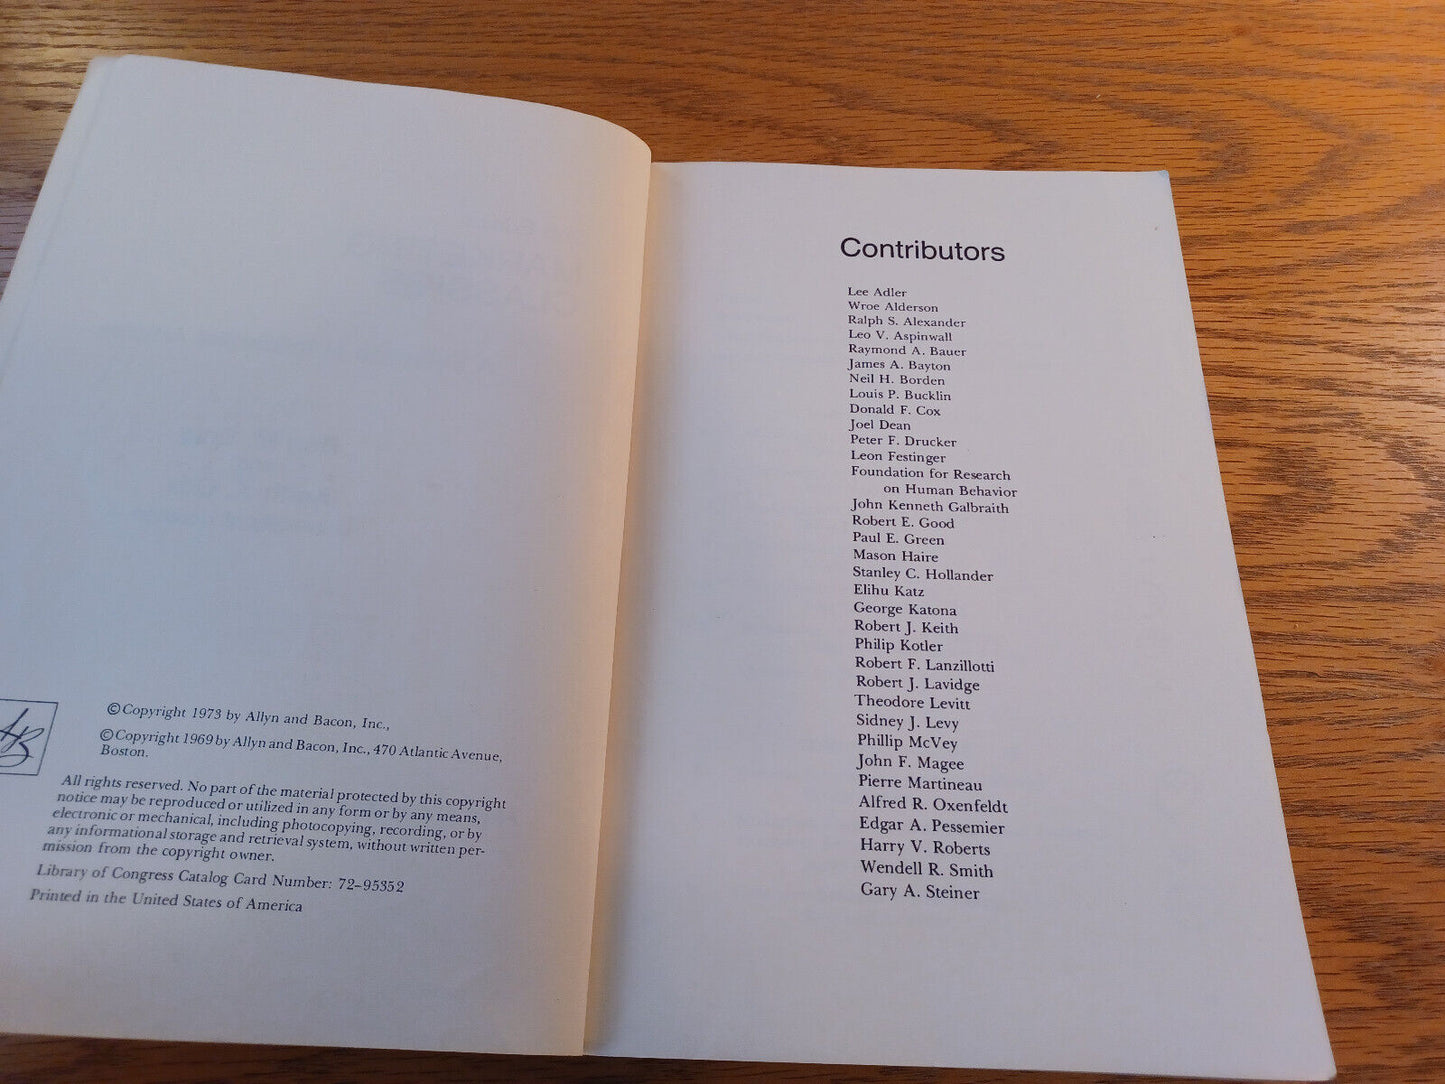 ©Copyright 1973 by Allyn and Bacon, Inc.,
©Copyright 1969 by Allyn and Bacon, Inc., 470 Atlantic Avenue,
Boston.
All rights reserved. No part of the material protected by this copyright
notice may be reproduced or utilized in any form or by any means,
electronic or mechanical, including photocopying, recording, or by
any informational storage and retrieval system, without written per-
mission from the copyright owner.
Library of Congress Catalog Card Number: 72-95352
Printed in the United States of America
Contributors
Lee Adler
Wroe Alderson
Ralph S. Alexander
Leo V. Aspinwall
Raymond A. Bauer
James A. Bayton
Neil H. Borden
Louis P. Bucklin
Donald F. Cox
Joel Dean
Peter F. Drucker
Leon Festinger
Foundation for Research
on Human Behavior
John Kenneth Galbraith
Robert E. Good
Paul E. Green
Mason Haire
Stanley C. Hollander
Elihu Katz
George Katona
Robert J. Keith
Philip Kotler
Robert F. Lanzillotti
Robert J. Lavidge
Theodore Levitt
Sidney J. Levy
Phillip McVey
John F. Magee
Pierre Martineau
Alfred R. Oxenfeldt
Edgar A. Pessemier
Harry V. Roberts
Wendell R. Smith
Gary A. Steiner